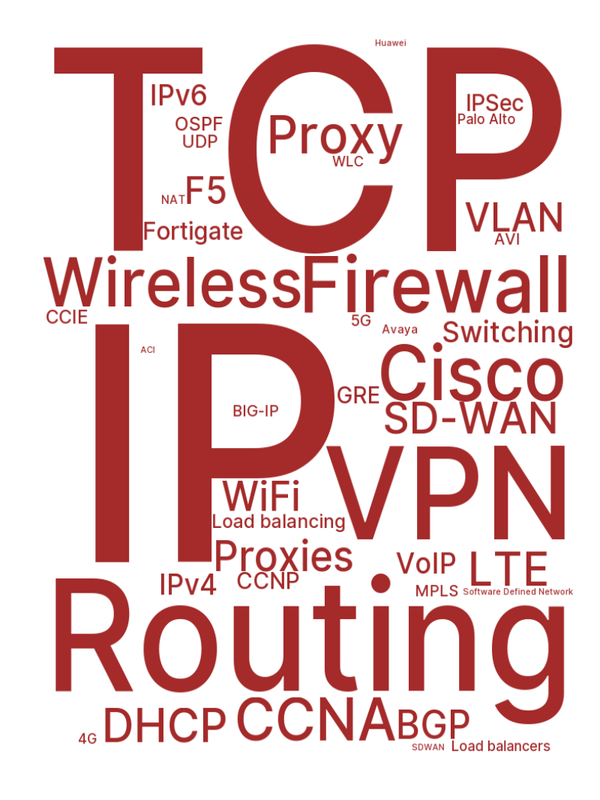 Huawei
TCP
IPv6
IPSec
Palo Alto
OSPF
Proxy
UDP
WLC
NAT
F5
VLAN
Fortigate
AVI
Wireless
Firewall
CCIE
5G
Avaya
Switching
IP
ACI
Cisco
GRE
BIG-IP
SD-WAN
VPN
WiFi
Load balancing
Proxies
VoIP
LTE
IPv4
CCNP
MPLS
Software Defined Network
Routing
4G
DHCP
CCNA
BGP
SDWAN
Load balancers